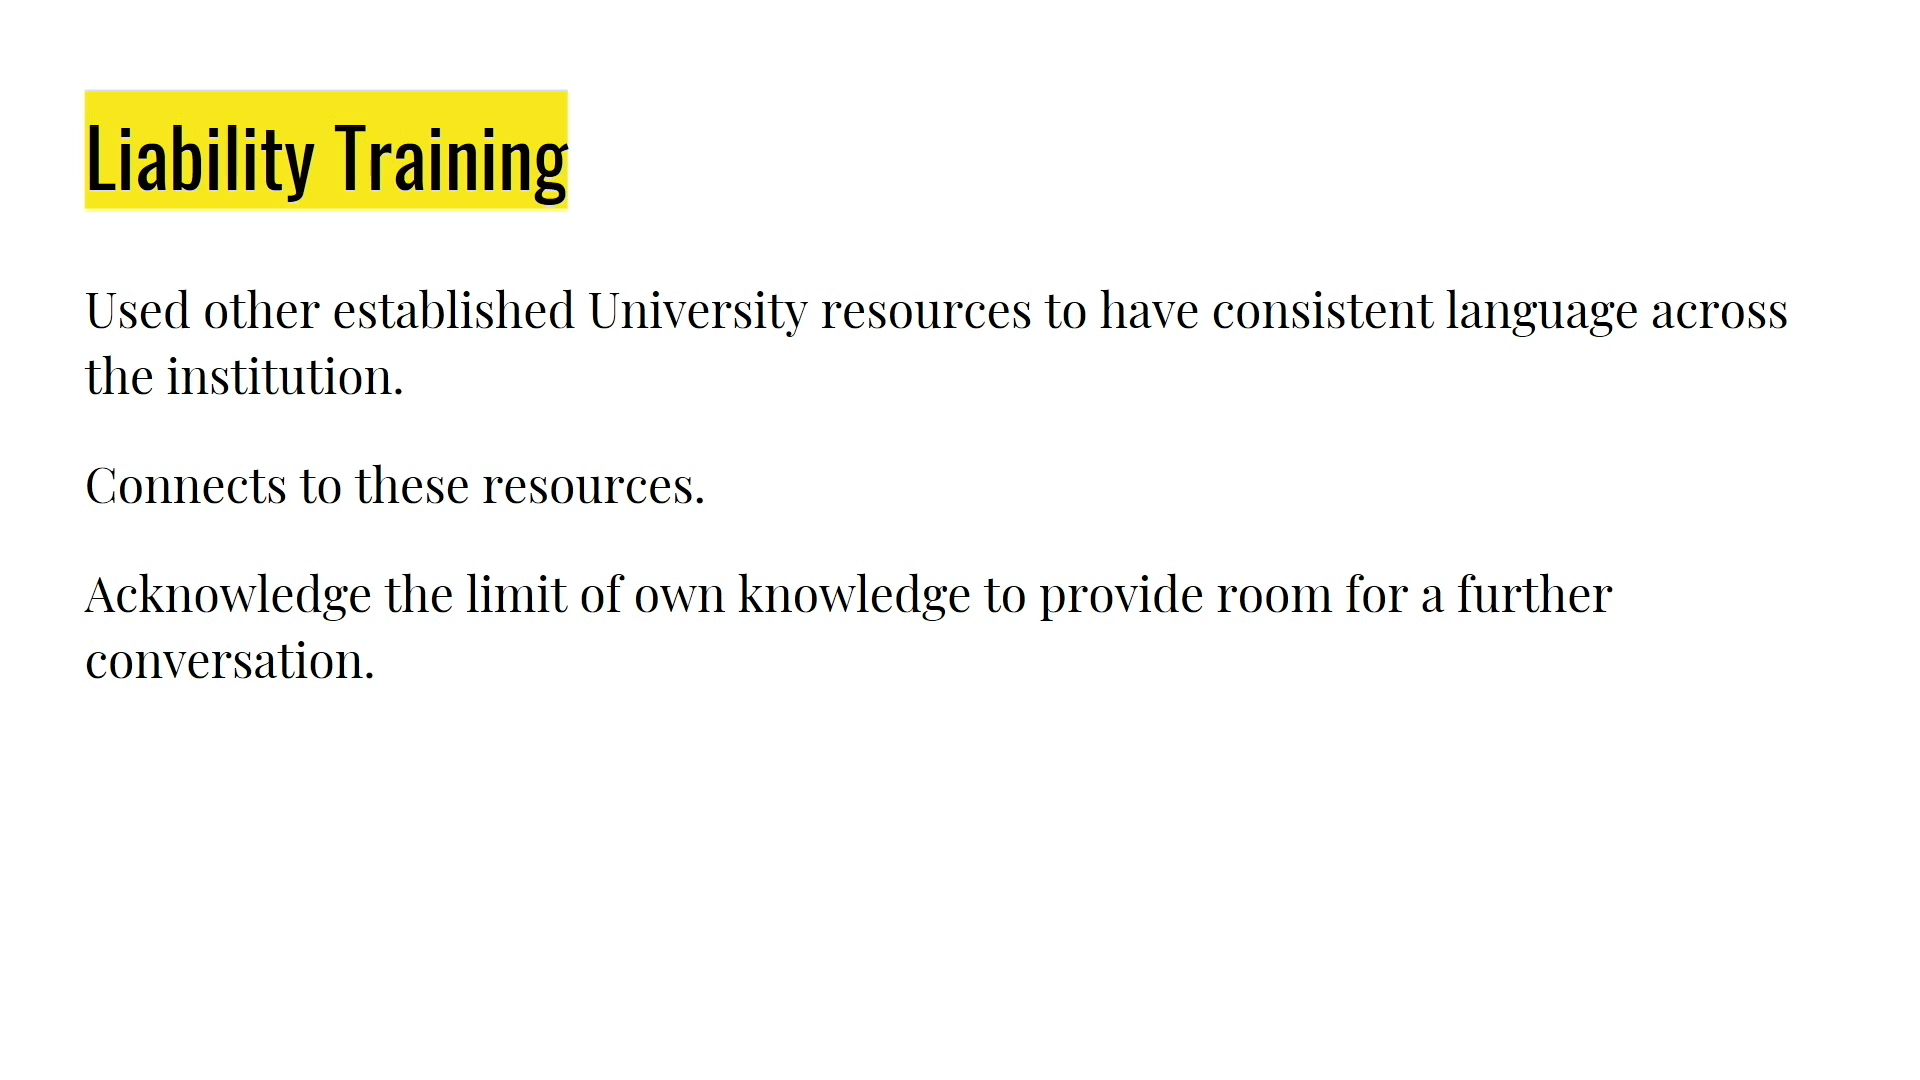 Liability Training
Used other established University resources to have consistent language across
the institution.
Connects to these resources.
Acknowledge the limit of own knowledge to provide room for a further
conversation.